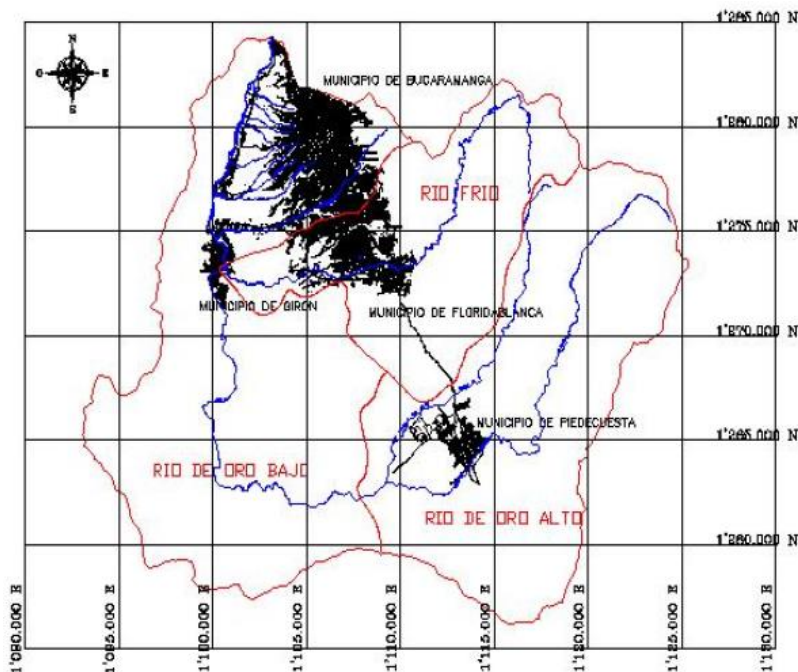 1'285.000 N
N
O E
S
MUNICIPIO DE BUCARAMANGA
1'280.000 N
RIO FRIO
1'275.000 N
MUNICIPIO DE GIRON
MUNICIPIO DE FLORIDABLANCA
1'270.000 N
MUNICIPIO DE PIEDECUESTA
1'265.000 N
RIO DE ORO BAJO
RIO DE ORO ALTO
1'260.000 N
1'090.000 E
1'095.000 E
1'100.000 E
1'105.000 E
1'110.000 E
1'115.000 E
1'120.000 E
1'125.000 E
1'130.000 E